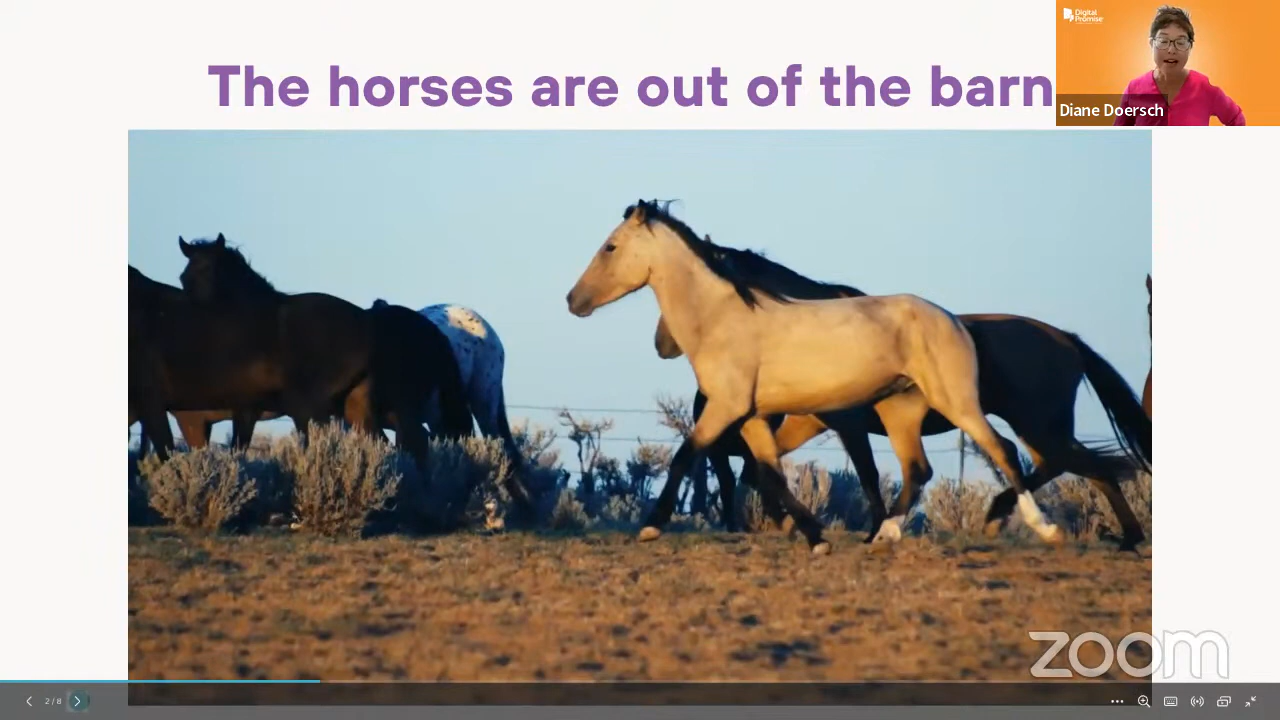 The horses are out of the barn
Digital
Promise
Diane Doersch
zoom
2/8